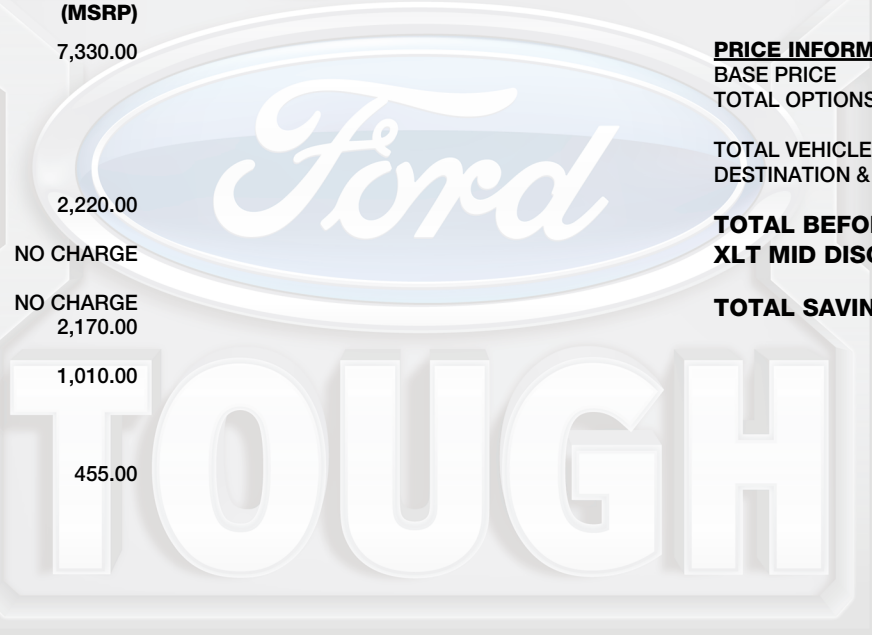 (MSRP)
7,330.00
2,220.00
NO CHARGE
NO CHARGE
2,170.00
1,010.00
455.00
PRICE INFORM
BASE PRICE
TOTAL OPTIONS
TOTAL VEHICLE
DESTINATION &
TOTAL BEFO
XLT MID DISC
TOTAL SAVIN
Ford
TOUGH